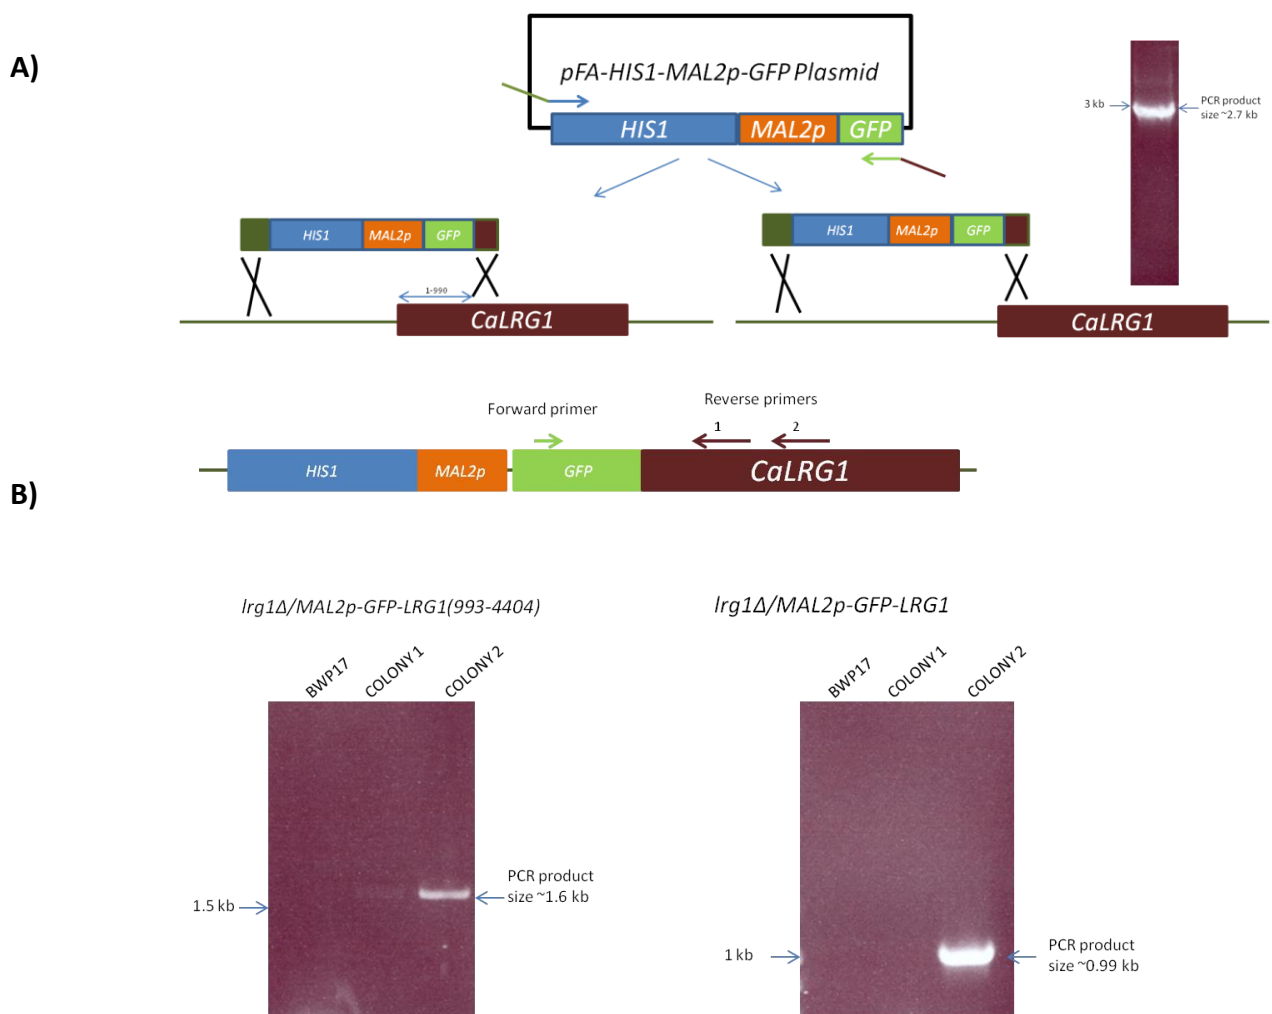 A)
pFA-HIS1-MAL2p-GFP Plasmid
HIS1 MAL2p GFP
3 kb
PCR product
size ~2.7 kb
HIS1 MAL2p GFP
HIS1 MAL2p GFP
1-990
CaLRG1
CaLRG1
Forward primer
Reverse primers
1 2
HIS1 MAL2p GFP CaLRG1
B)
lrg1Δ/MAL2p-GFP-LRG1(993-4404)
lrg1Δ/MAL2p-GFP-LRG1
BWP17 COLONY 1 COLONY 2
BWP17 COLONY 1 COLONY 2
1.5 kb
PCR product
size ~1.6 kb
1 kb
PCR product
size ~0.99 kb